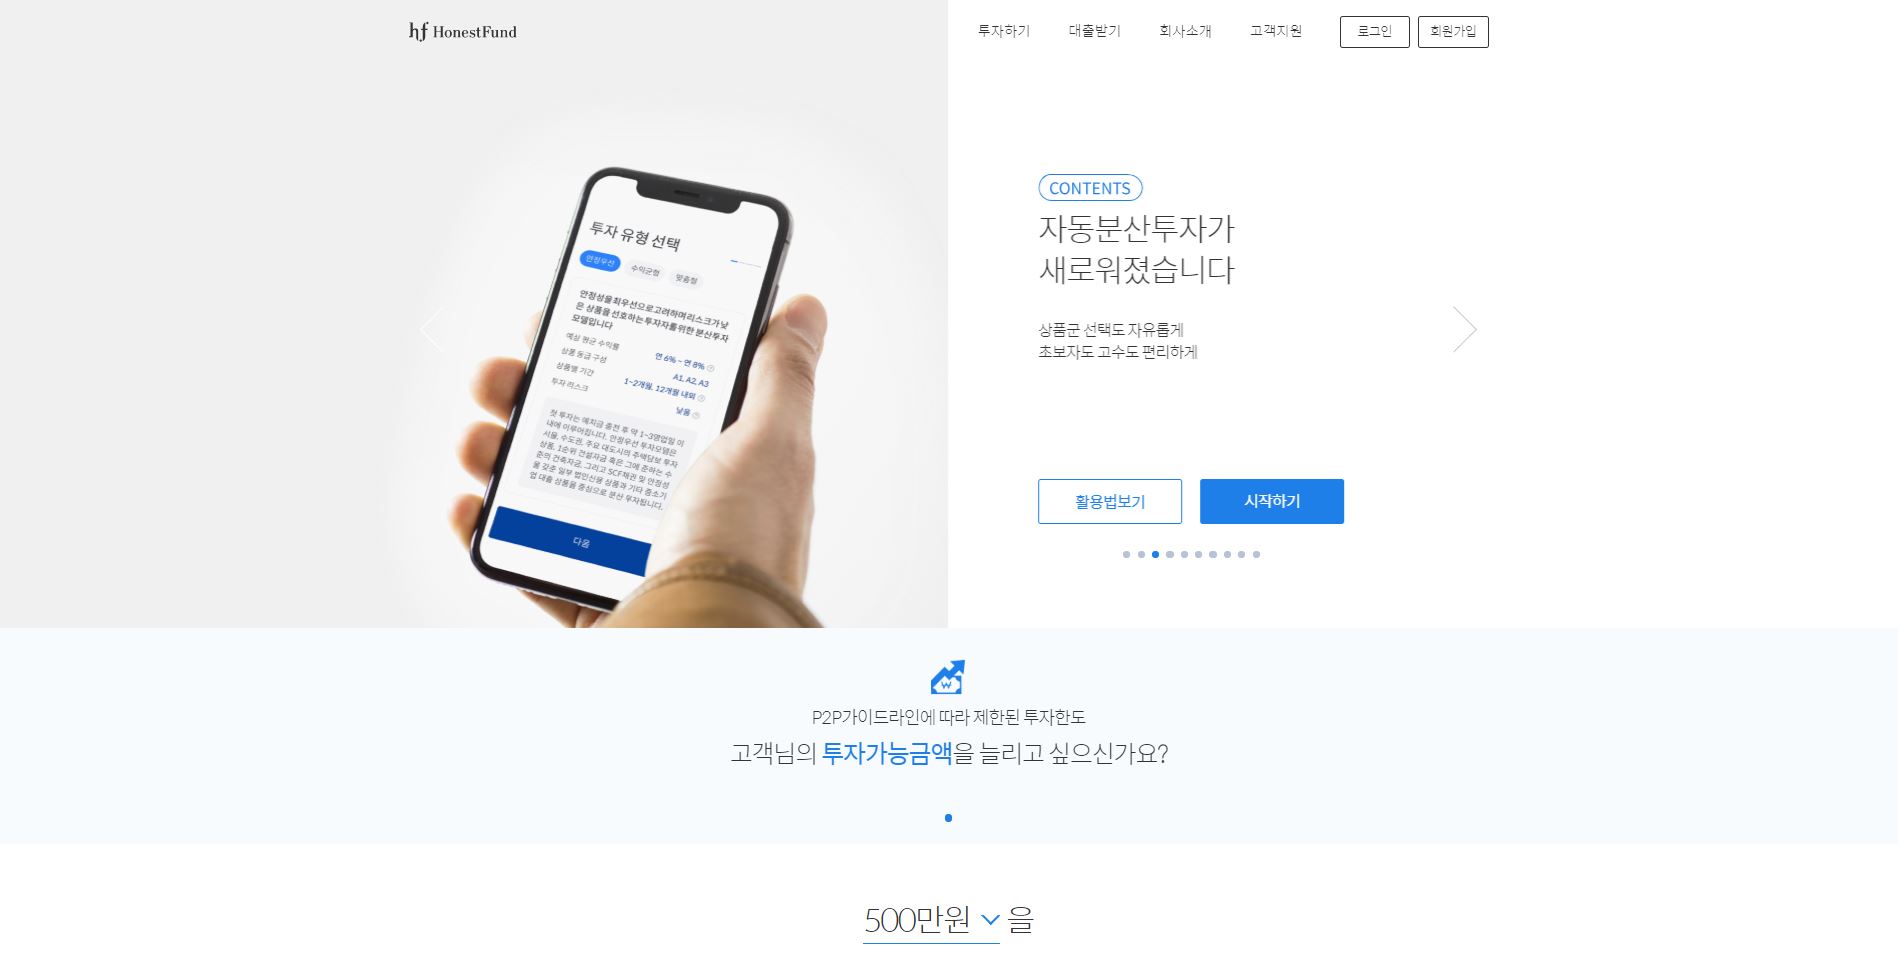 hf HonestFund
투자하기 대출받기 회사소개 고객지원 로그인 회원가입
투자 유형 선택
안정우선 수익균형 맞춤형
안정성을 최우선으로 고려하며 리스크가 낮
은 상품을 선호하는 투자자를 위한 분산투자
모델입니다
예상 평균 수익률 연 6% ~ 연 8%
상품 등급 구성 A1, A2, A3
상품별 기간 1~2개월, 12개월 내외
투자 리스크 낮음
첫 투자는 예치금 충전 후 약 1~3영업일 이
내에 이루어집니다. 안정우선 투자모델은
서울, 수도권, 주요 대도시의 주택담보 투자
상품, 1순위 건설자금 혹은 그에 준하는 수
준의 건축자금, 그리고 SCF채권 및 안정성
을 갖춘 일부 법인신용 상품과 기타 중소기
업 대출 상품을 중심으로 분산 투자됩니다.
다음
CONTENTS
자동분산투자가
새로워졌습니다
상품군 선택도 자유롭게
초보자도 고수도 편리하게
활용법보기 시작하기
P2P가이드라인에 따라 제한된 투자한도
고객님의 투자가능금액을 늘리고 싶으신가요?
500만원 을